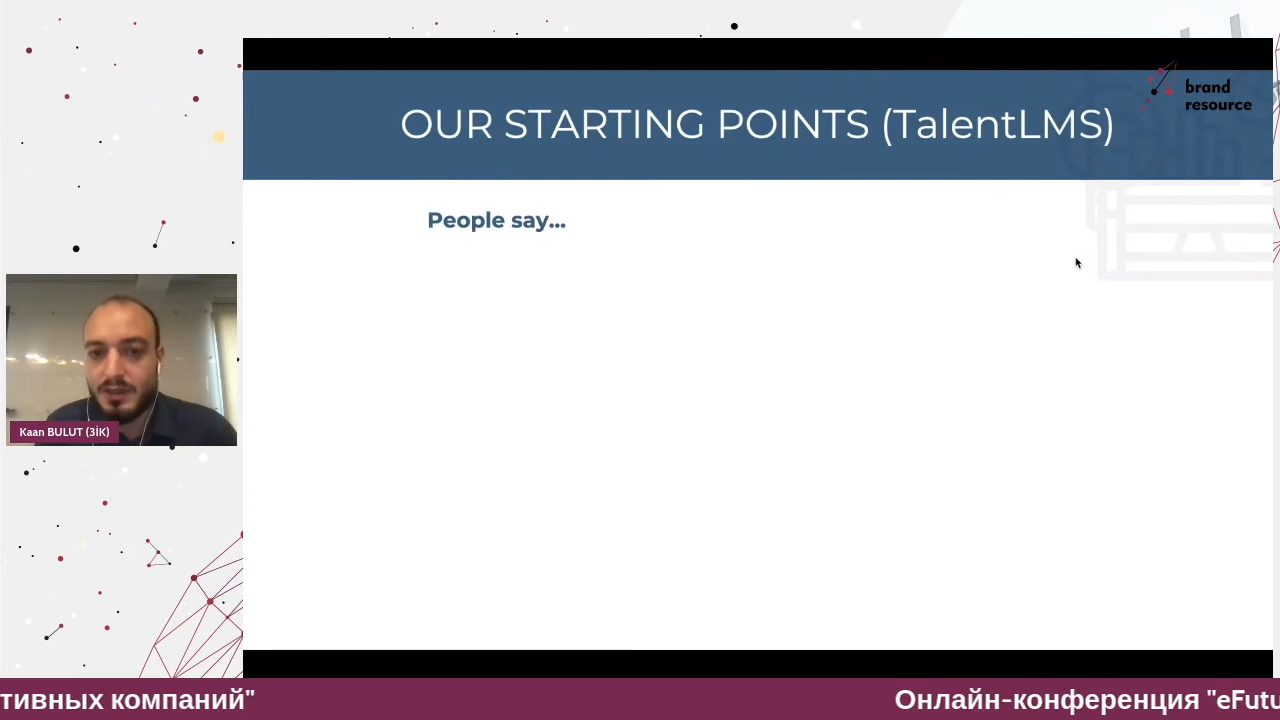 brand
resource
OUR STARTING POINTS (TalentLMS)
People say...
Kaan BULUT (3İK)
тивных компаний"
Онлайн-конференция "eFutu